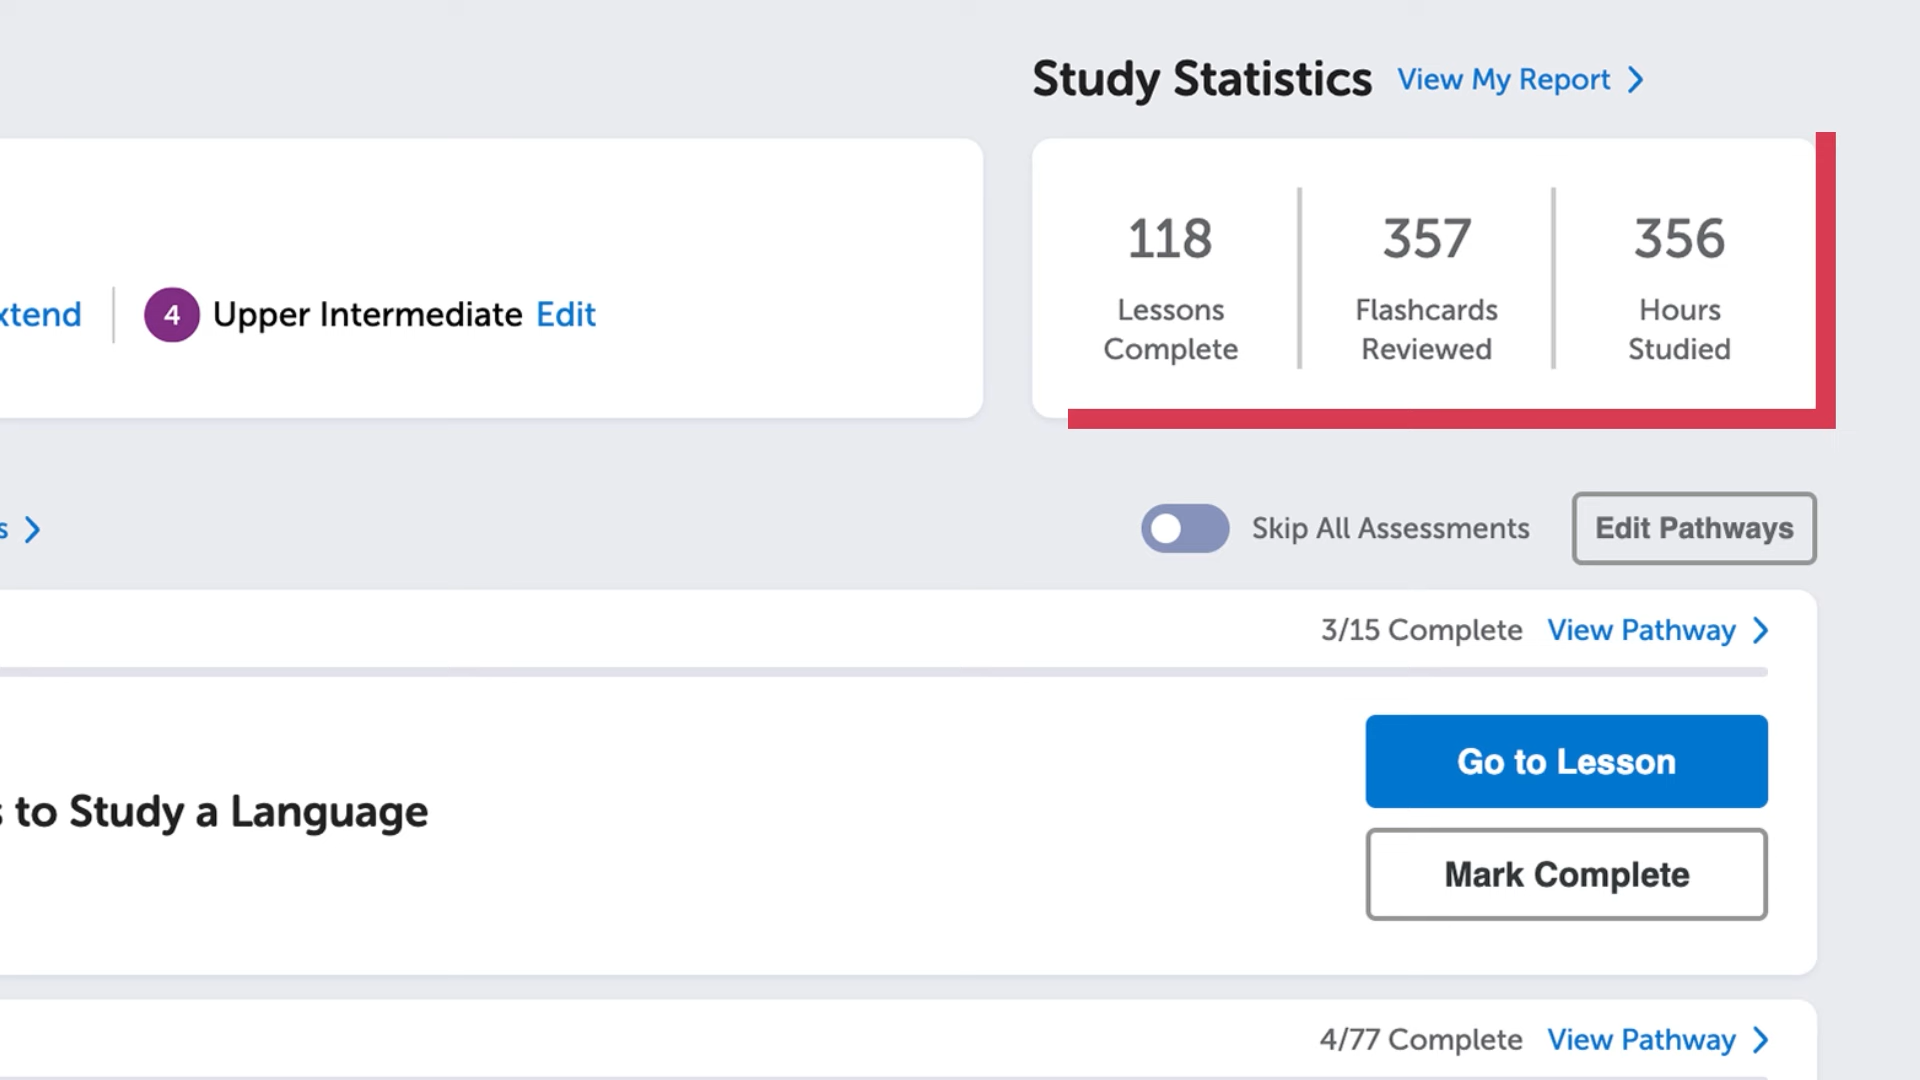 Study Statistics View My Report
118 357 356
Lessons Complete
Flashcards Reviewed
Hours Studied
xtend 4 Upper Intermediate Edit
s
Skip All Assessments Edit Pathways
3/15 Complete View Pathway
Go to Lesson
s to Study a Language
Mark Complete
4/77 Complete View Pathway